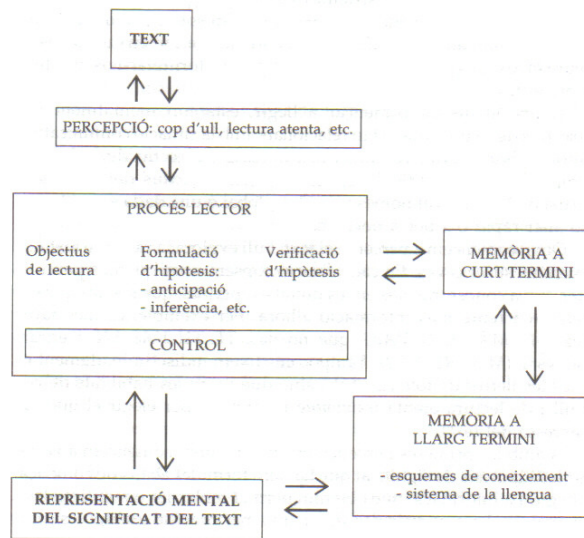 TEXT
PERCEPCIÓ: cop d'ull, lectura atenta, etc.
PROCÉS LECTOR
Objectius
de lectura
Formulació
d'hipòtesis:
- anticipació
- inferència, etc.
Verificació
d'hipòtesis
CONTROL
MEMÒRIA A
CURT TERMINI
MEMÒRIA A
LLARG TERMINI
- esquemes de coneixement
- sistema de la llengua
REPRESENTACIÓ MENTAL
DEL SIGNIFICAT DEL TEXT